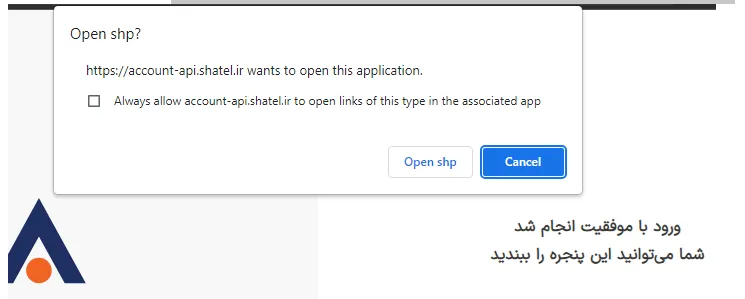 Open shp?
https://account-api.shatel.ir wants to open this application.
Always allow account-api.shatel.ir to open links of this type in the associated app
Open shp
Cancel
ورود با موفقیت انجام شد
شما می‌توانید این پنجره را ببندید